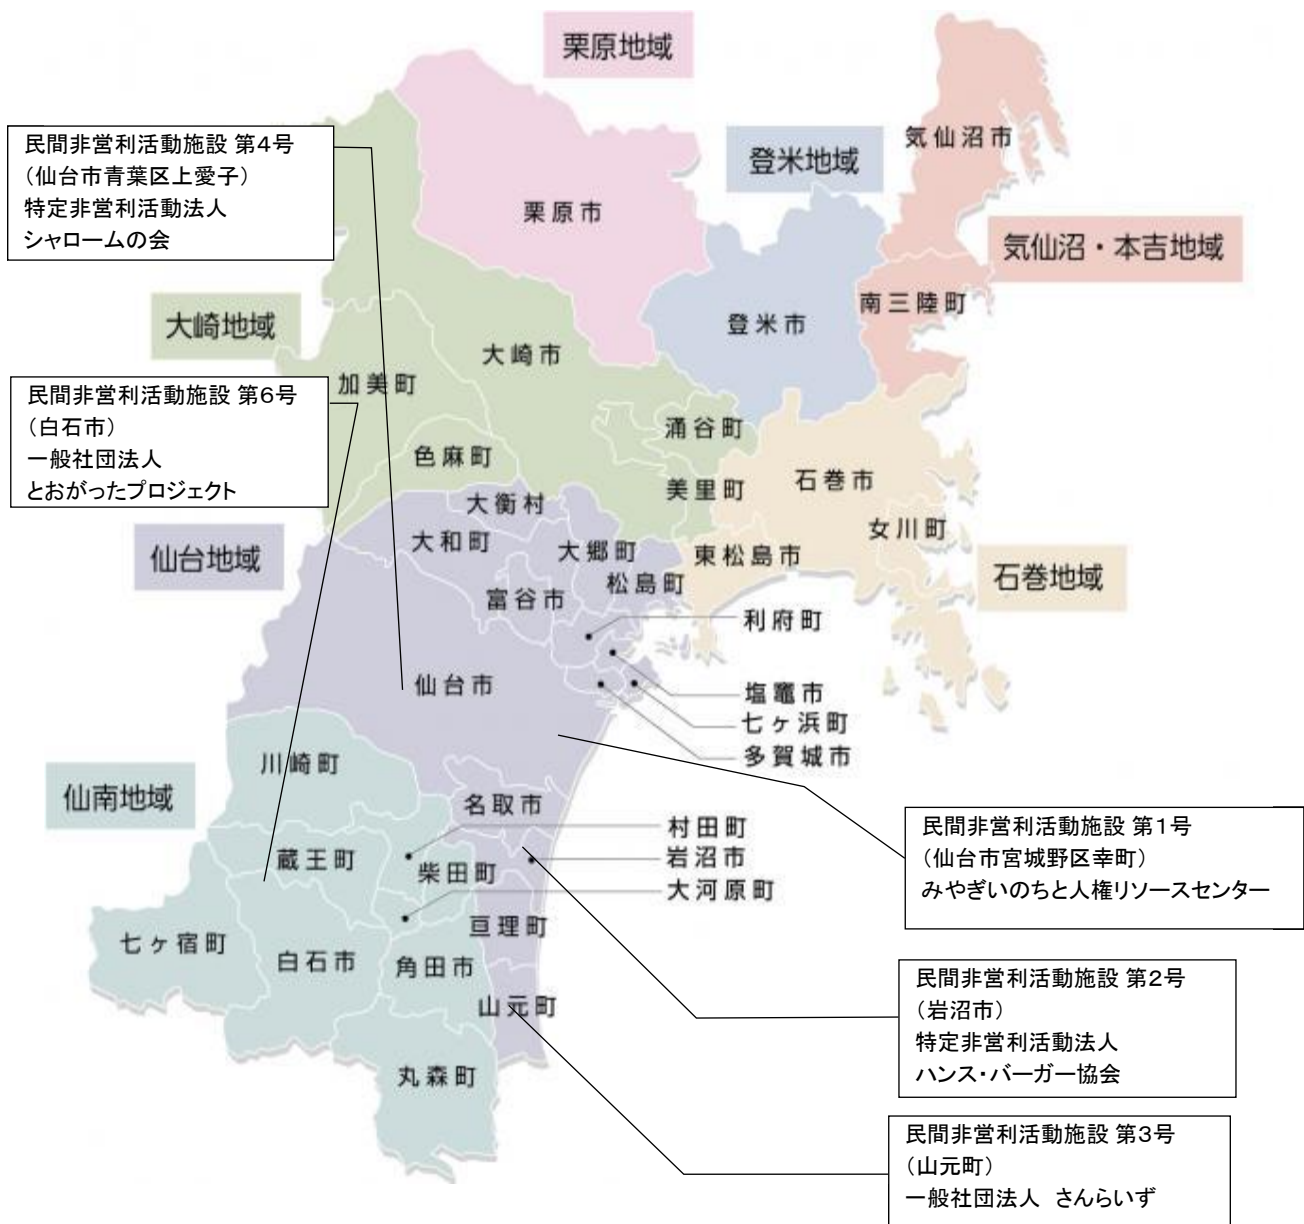 栗原地域
民間非営利活動施設 第4号
（仙台市青葉区上愛子）
特定非営利活動法人
シャロームの会
登米地域
気仙沼市
栗原市
気仙沼・本吉地域
南三陸町
大崎地域
登米市
大崎市
民間非営利活動施設 第6号
（白石市）
一般社団法人
とおがったプロジェクト
加美町
涌谷町
色麻町
石巻市
美里町
大衡村
女川町
大和町
大郷町
東松島市
仙台地域
石巻地域
松島町
富谷市
利府町
仙台市
塩竈市
七ヶ浜町
多賀城市
川崎町
仙南地域
名取市
村田町
岩沼市
大河原町
蔵王町
柴田町
民間非営利活動施設 第1号
（仙台市宮城野区幸町）
みやぎいのちと人権リソースセンター
亘理町
七ヶ宿町
白石市
角田市
山元町
民間非営利活動施設 第2号
（岩沼市）
特定非営利活動法人
ハンス・バーガー協会
丸森町
民間非営利活動施設 第3号
（山元町）
一般社団法人 さんらいず